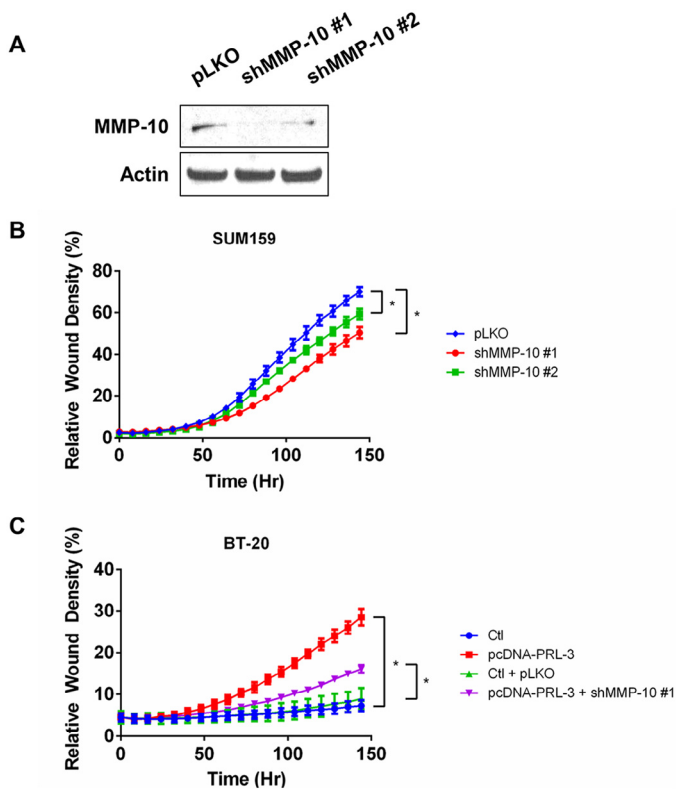 A
pLKO
shMMP-10 #1
shMMP-10 #2
MMP-10
Actin
B
SUM159
Relative Wound Density (%)
80
60
40
20
0
0 50 100 150
Time (Hr)
*
*
pLKO
shMMP-10 #1
shMMP-10 #2
C
BT-20
Relative Wound Density (%)
40
30
20
10
0
0 50 100 150
Time (Hr)
*
*
Ctl
pcDNA-PRL-3
Ctl + pLKO
pcDNA-PRL-3 + shMMP-10 #1